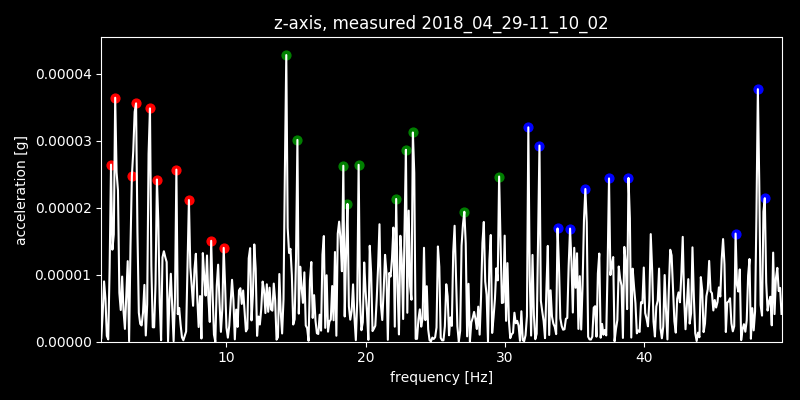 z-axis, measured 2018_04_29-11_10_02
0.00004
0.00003
0.00002
0.00001
0.00000
acceleration [g]
10 20 30 40
frequency [Hz]